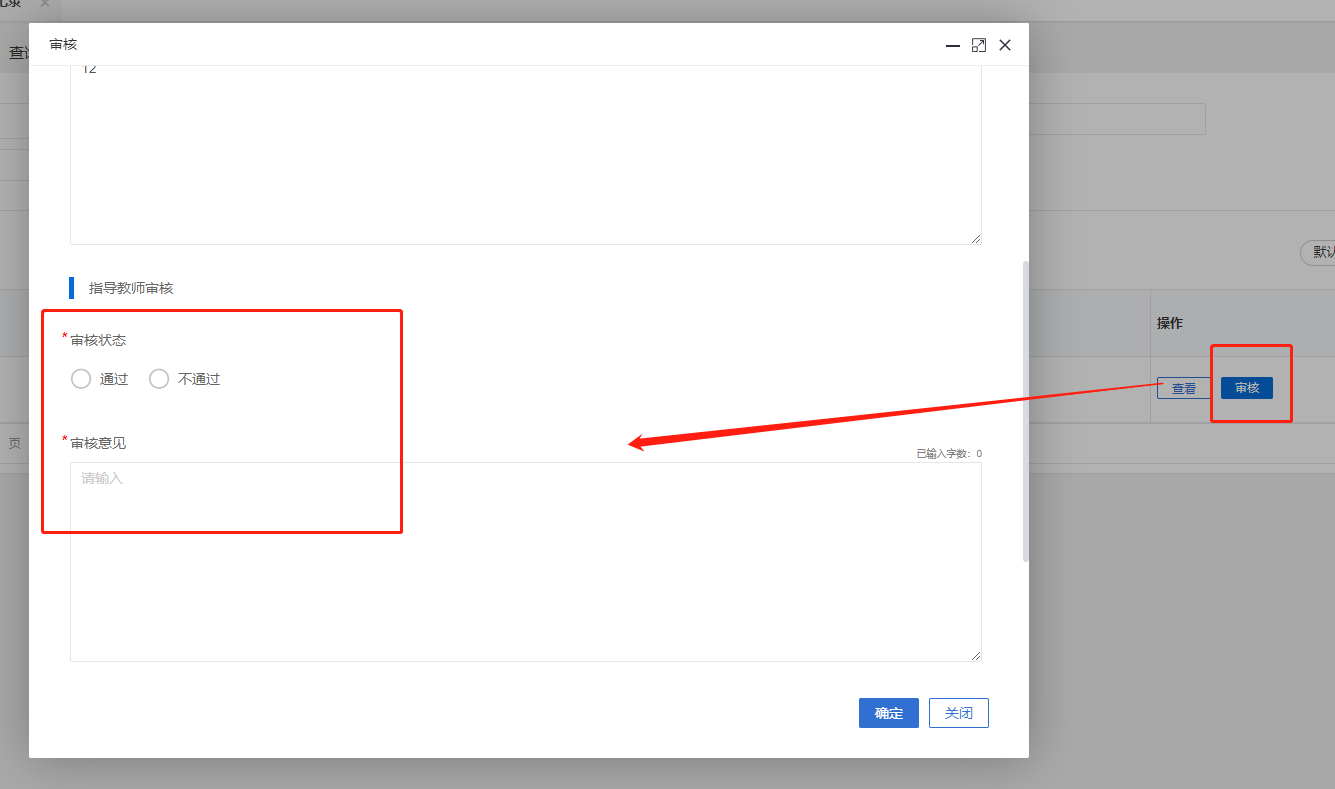 审核
12
指导教师审核
*审核状态
通过 不通过
*审核意见
已输入字数：0
请输入
确定 关闭
操作
查看 审核
页